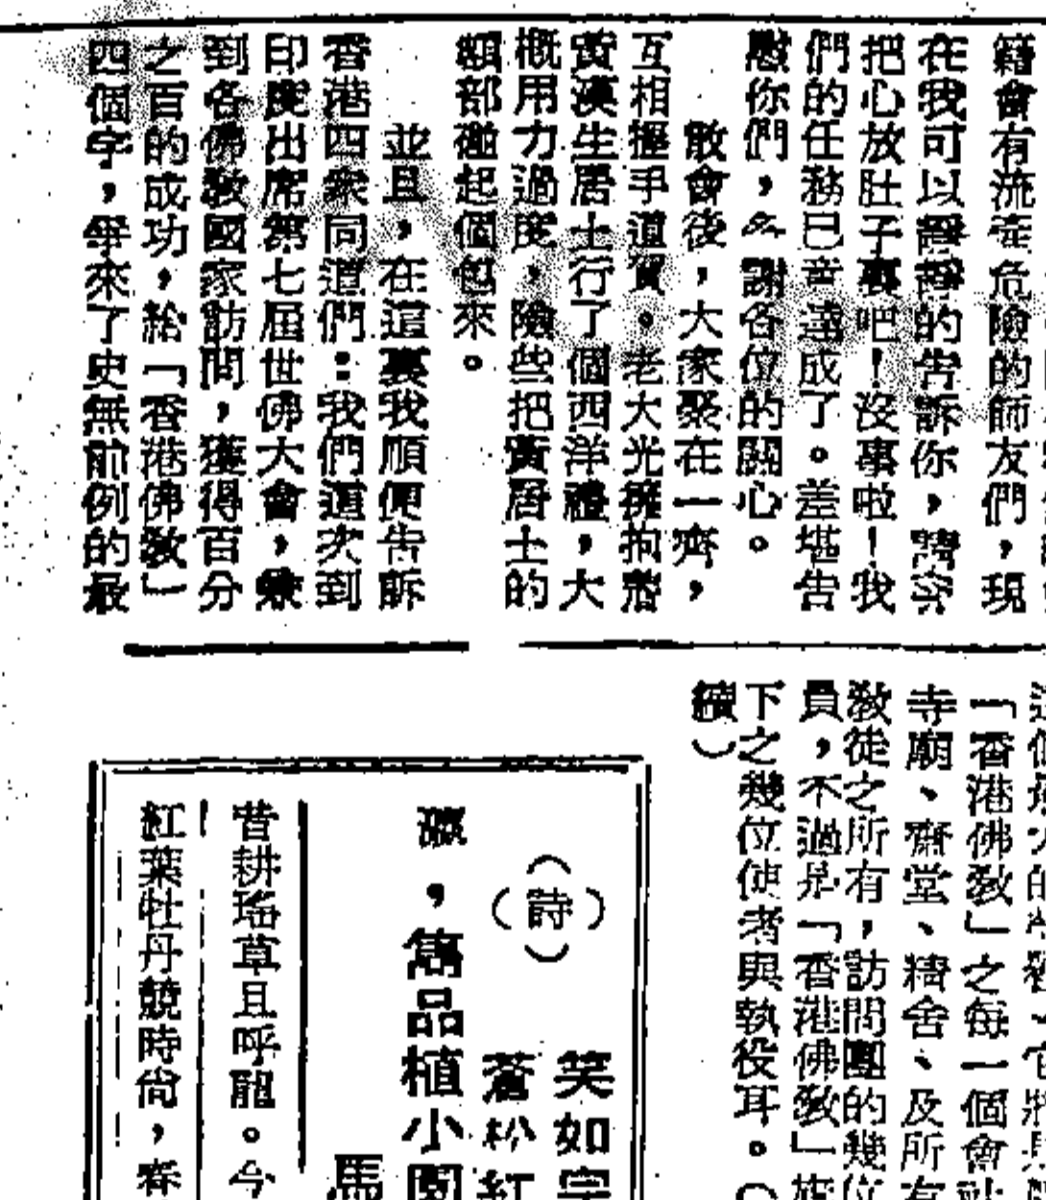 籍會有流產危險的師友們，現
在我可以靜靜的告訴你，請安
把心放肚子裏吧！沒事啦！我
們的任務已幸達成了。差堪告
慰你們，多謝各位的關心。
散會後，大家聚在一齊，
互相握手道賀。老大光擁抱着
黃漢生居士行了個西洋禮，大
概用力過度，險些把黃居士的
額部碰起個包來。
並且，在這裏我順便告訴
香港四衆同道們：我們這次到
印度出席第七屆世佛大會，兼
到各佛教國家訪問，獲得百分
之百的成功，給「香港佛教」
四個字，爭來了史無前例的最
「香港佛教」之每一個會社
寺廟、齋堂、精舍、及所有
教徒之所有，訪問團的幾位
員，不過是「香港佛教」
下之幾位使者與執役耳。（
續）
（詩）
笑如
蒼松紅
，雋品植小園
馬
昔耕瑤草且呼龍。今
紅葉牡丹競時尚，春